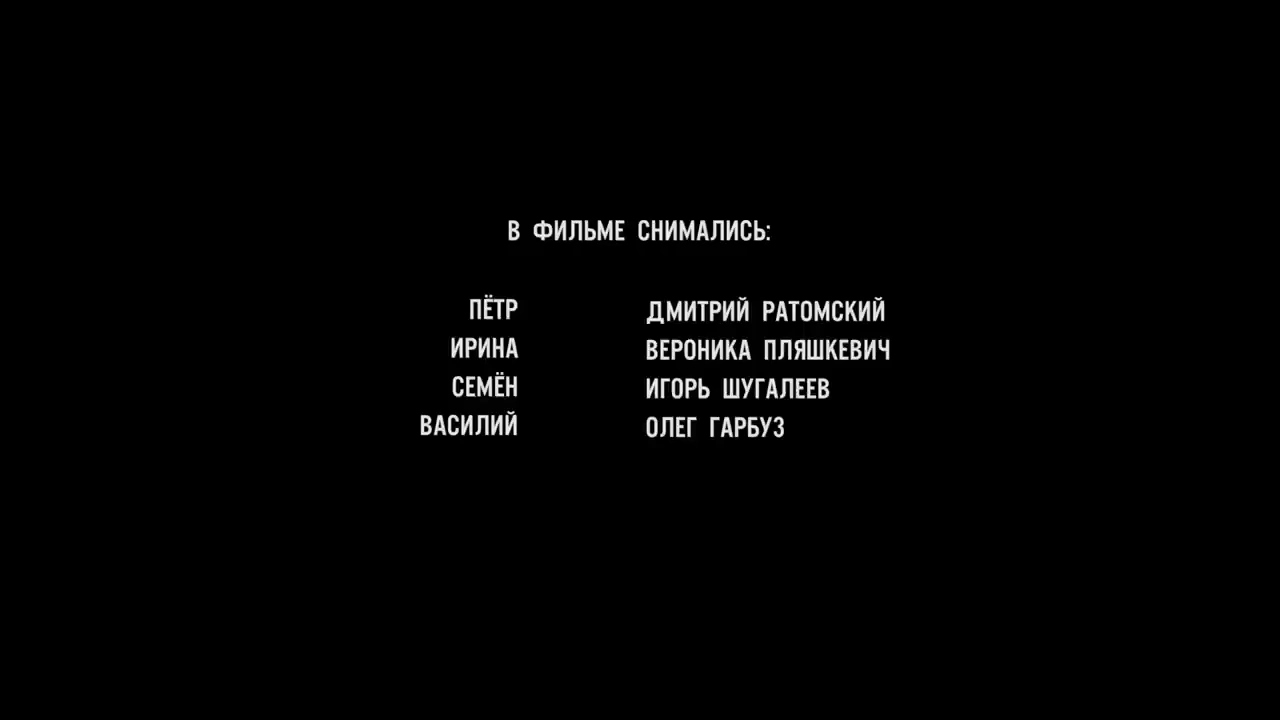 В ФИЛЬМЕ СНИМАЛИСЬ:
ПЁТР ДМИТРИЙ РАТОМСКИЙ
ИРИНА ВЕРОНИКА ПЛЯШКЕВИЧ
СЕМЁН ИГОРЬ ШУГАЛЕЕВ
ВАСИЛИЙ ОЛЕГ ГАРБУЗ